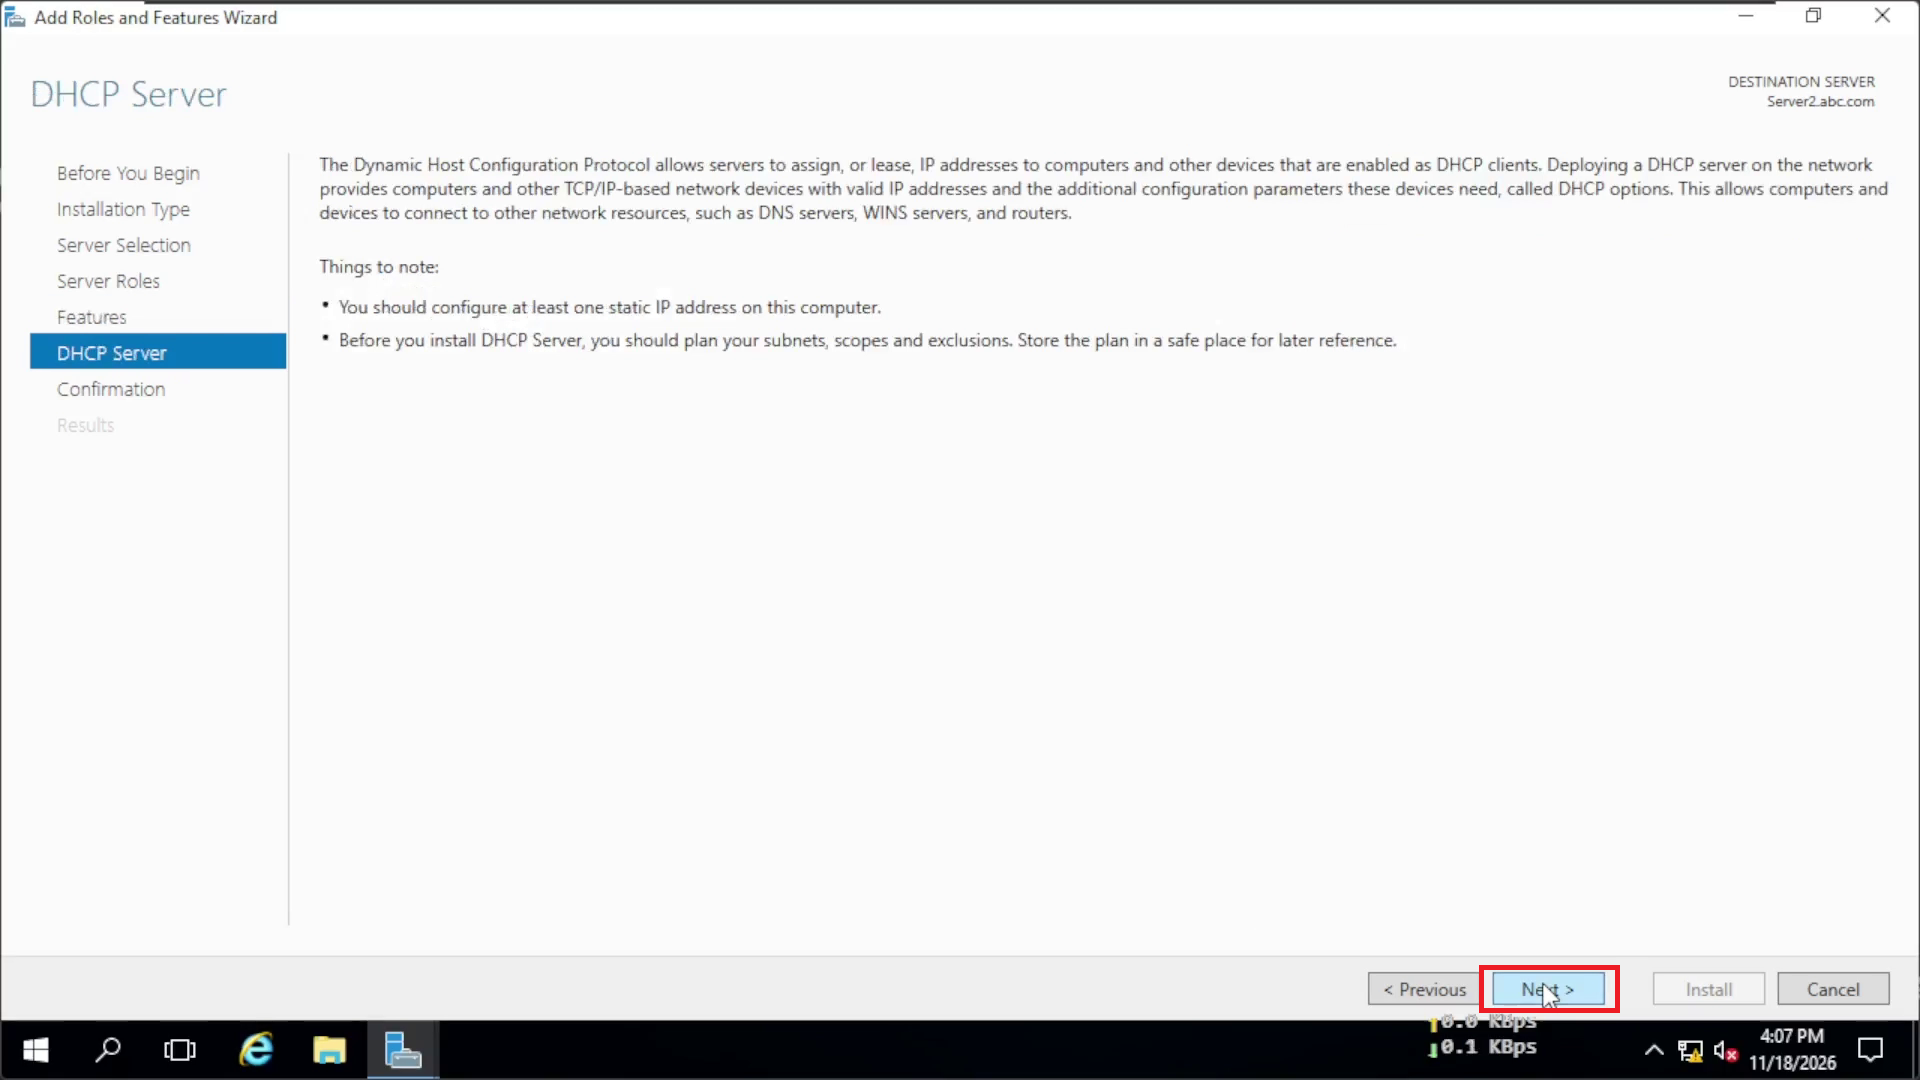 Add Roles and Features Wizard
DHCP Server
DESTINATION SERVER
Server2.abc.com
Before You Begin
Installation Type
Server Selection
Server Roles
Features
DHCP Server
Confirmation
Results
The Dynamic Host Configuration Protocol allows servers to assign, or lease, IP addresses to computers and other devices that are enabled as DHCP clients. Deploying a DHCP server on the network
provides computers and other TCP/IP-based network devices with valid IP addresses and the additional configuration parameters these devices need, called DHCP options. This allows computers and
devices to connect to other network resources, such as DNS servers, WINS servers, and routers.
Things to note:
• You should configure at least one static IP address on this computer.
• Before you install DHCP Server, you should plan your subnets, scopes and exclusions. Store the plan in a safe place for later reference.
< Previous
Next >
Install
Cancel
0.0 KBps
0.1 KBps
4:07 PM
11/18/2026